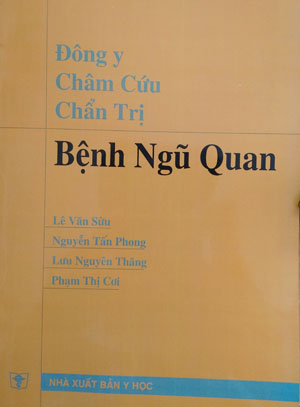 Đông y
Châm Cứu
Chẩn Trị
Bệnh Ngũ Quan
Lê Văn Sửu
Nguyễn Tấn Phong
Lưu Nguyên Thắng
Phạm Thị Cơi
NHÀ XUẤT BẢN Y HỌC